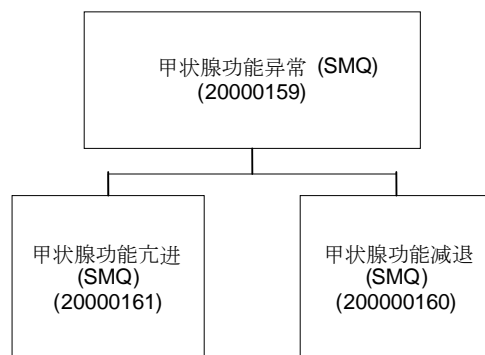 甲状腺功能异常 (SMQ)
(20000159)
甲状腺功能亢进
(SMQ)
(20000161)
甲状腺功能减退
(SMQ)
(200000160)